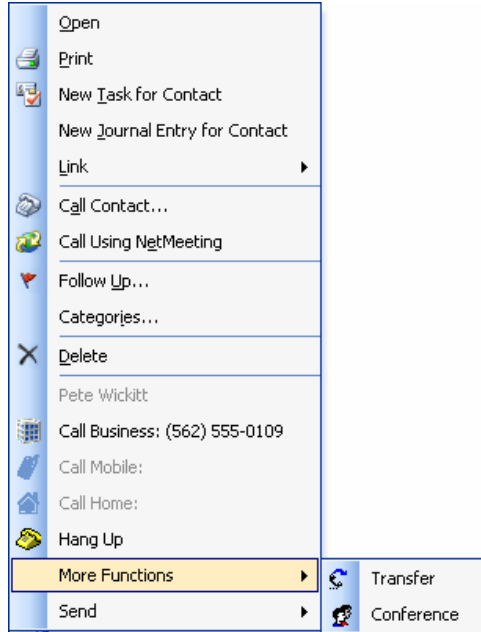 Open
Print
New Task for Contact
New Journal Entry for Contact
Link
Call Contact...
Call Using NetMeeting
Follow Up...
Categories...
Delete
Pete Wickitt
Call Business: (562) 555-0109
Call Mobile:
Call Home:
Hang Up
More Functions
Transfer
Send
Conference